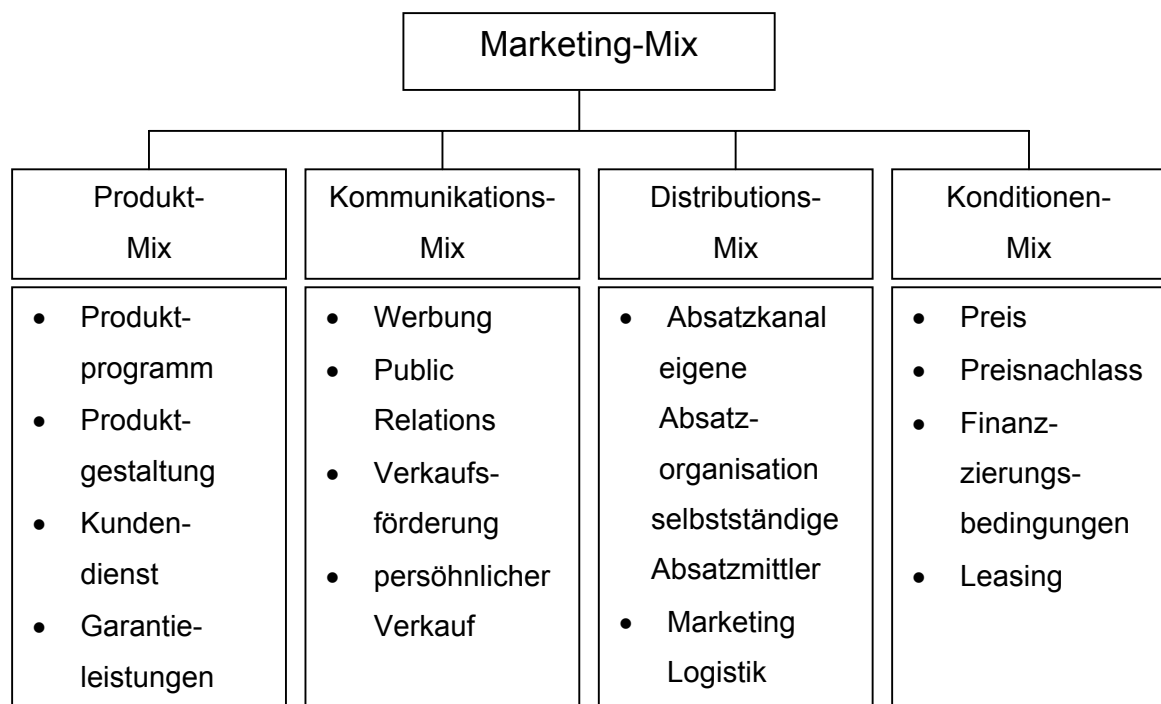 Marketing-Mix
Produkt-
Mix
Kommunikations-
Mix
Distributions-
Mix
Konditionen-
Mix
• Produkt-
programm
• Produkt-
gestaltung
• Kunden-
dienst
• Garantie-
leistungen
• Werbung
• Public
Relations
• Verkaufs-
förderung
• persöhnlicher
Verkauf
• Absatzkanal
eigene
Absatz-
organisation
selbstständige
Absatzmittler
• Marketing
Logistik
• Preis
• Preisnachlass
• Finanz-
zierungs-
bedingungen
• Leasing